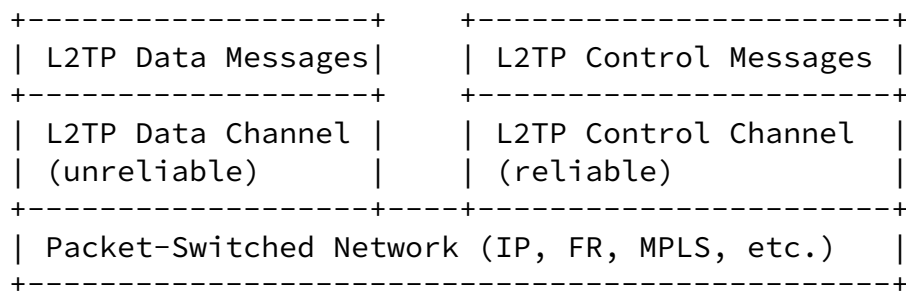 L2TP Data Messages L2TP Control Messages
L2TP Data Channel L2TP Control Channel
(unreliable) (reliable)
Packet-Switched Network (IP, FR, MPLS, etc.)